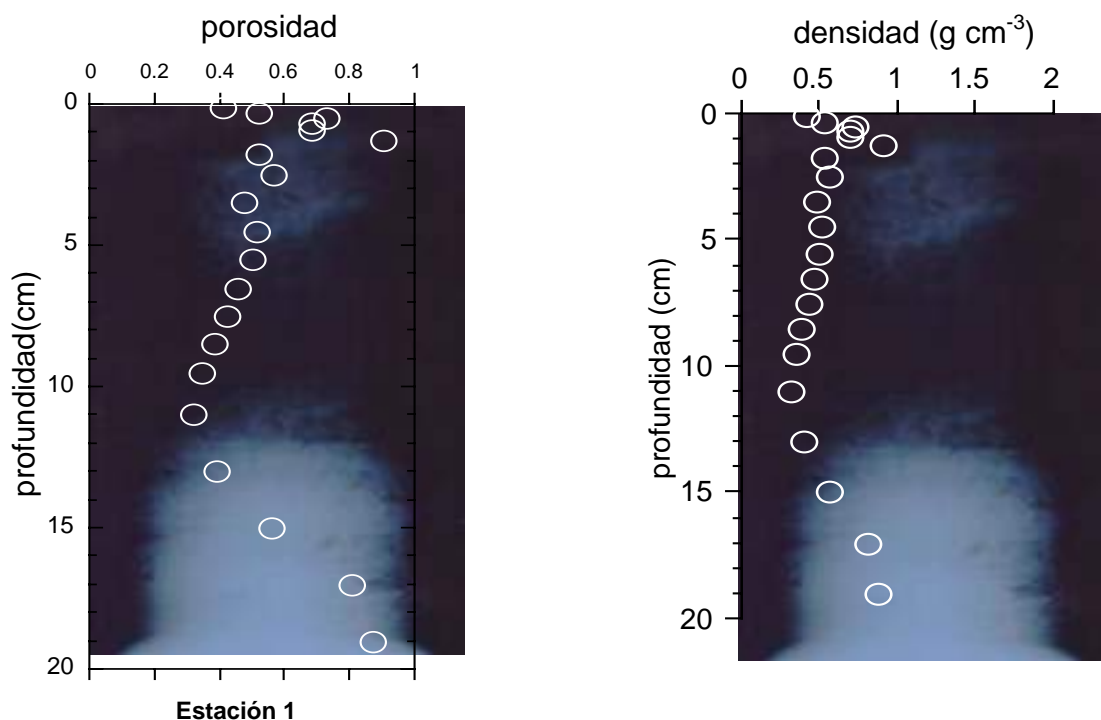 porosidad
0 0.2 0.4 0.6 0.8 1
0
5
10
15
20
profundidad(cm)
Estación 1
densidad (g cm-3)
0 0.5 1 1.5 2
0
5
10
15
20
profundidad (cm)